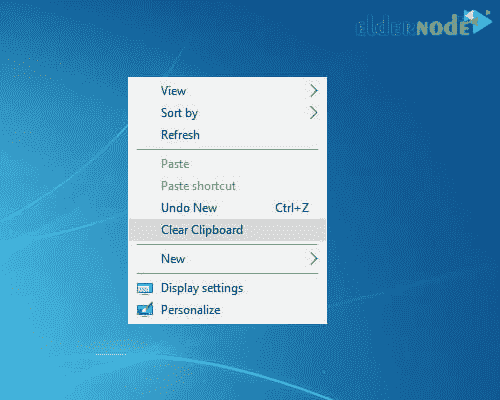 elderNODE
View
Sort by
Refresh
Paste
Paste shortcut
Undo New Ctrl+Z
Clear Clipboard
New
Display settings
Personalize